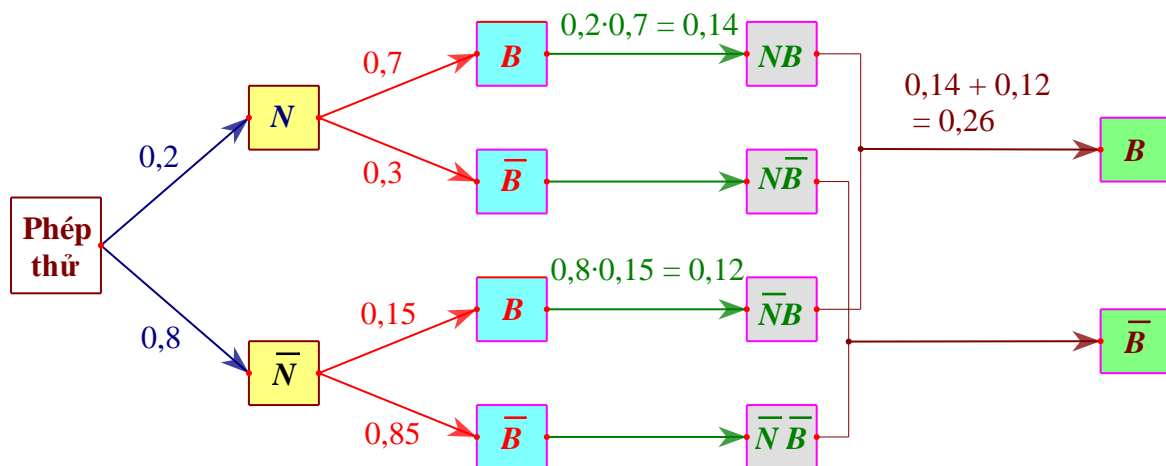 0,2·0,7 = 0,14
B
NB
0,7
0,14 + 0,12
= 0,26
N
B
0,2
0,3
B̅
NB̅
Phép
thử
0,8·0,15 = 0,12
B
N̅B
0,15
0,8
B̅
N̅
0,85
B̅
N̅ B̅